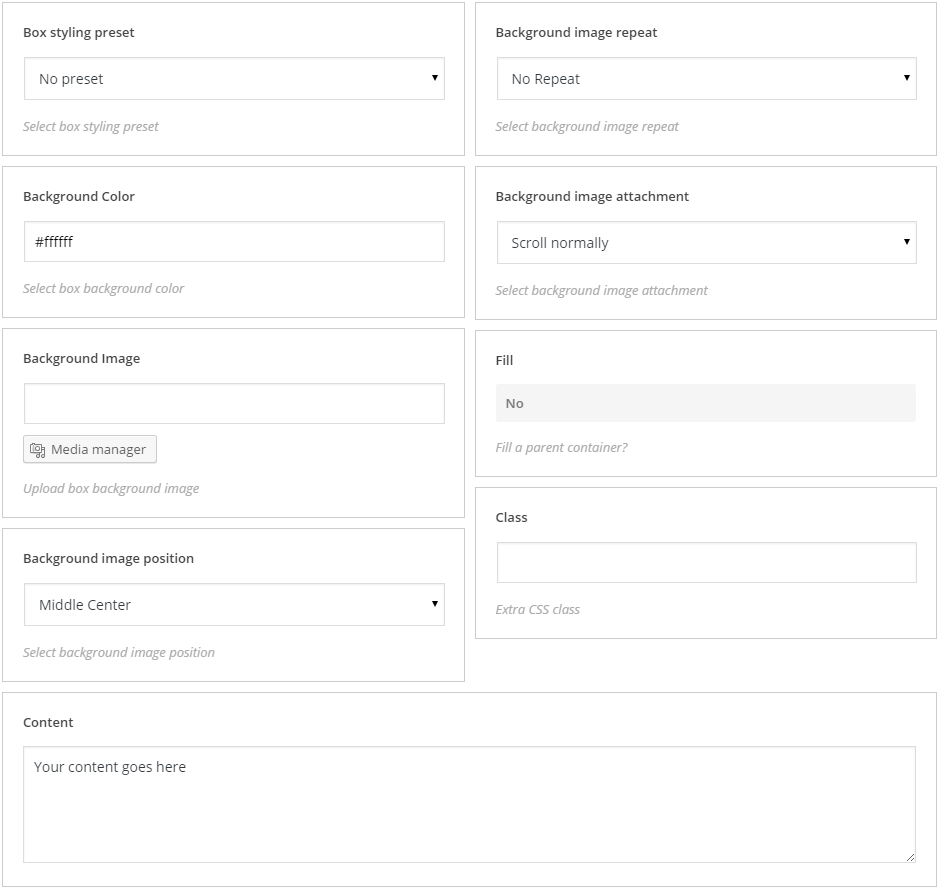 Box styling preset
No preset
Select box styling preset
Background Color
#ffffff
Select box background color
Background Image
Media manager
Upload box background image
Background image position
Middle Center
Select background image position
Background image repeat
No Repeat
Select background image repeat
Background image attachment
Scroll normally
Select background image attachment
Fill
No
Fill a parent container?
Class
Extra CSS class
Content
Your content goes here